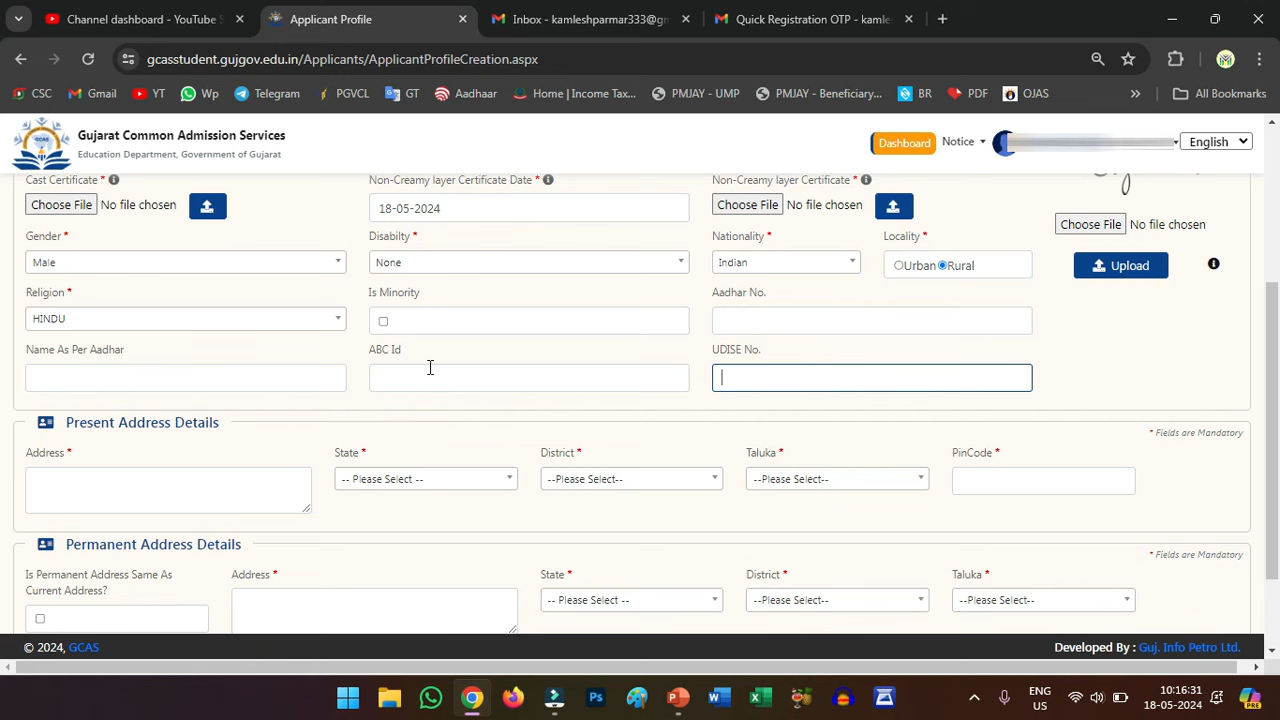 Channel dashboard - YouTube S
Applicant Profile
Inbox - kamleshparmar333@gm
Quick Registration OTP - kamle
gcasstudent.gujgov.edu.in/Applicants/ApplicantProfileCreation.aspx
CSC Gmail YT Wp Telegram PGVCL GT Aadhaar Home | Income Tax... PMJAY - UMP PMJAY - Beneficiary... BR PDF OJAS » All Bookmarks
Gujarat Common Admission Services
Education Department, Government of Gujarat
Dashboard Notice English
Cast Certificate * Non-Creamy layer Certificate Date * Non-Creamy layer Certificate *
Choose File No file chosen 18-05-2024 Choose File No file chosen
Choose File No file chosen
Gender * Disabilty * Nationality * Locality *
Male None Indian Urban Rural Upload
Religion * Is Minority Aadhar No.
HINDU
Name As Per Aadhar ABC Id UDISE No.
Present Address Details
* Fields are Mandatory
Address * State * District * Taluka * PinCode *
-- Please Select -- --Please Select-- --Please Select--
Permanent Address Details
* Fields are Mandatory
Is Permanent Address Same As Current Address? Address * State * District * Taluka *
-- Please Select -- --Please Select-- --Please Select--
© 2024, GCAS Developed By : Guj. Info Petro Ltd.
ENG
US
10:16:31
18-05-2024